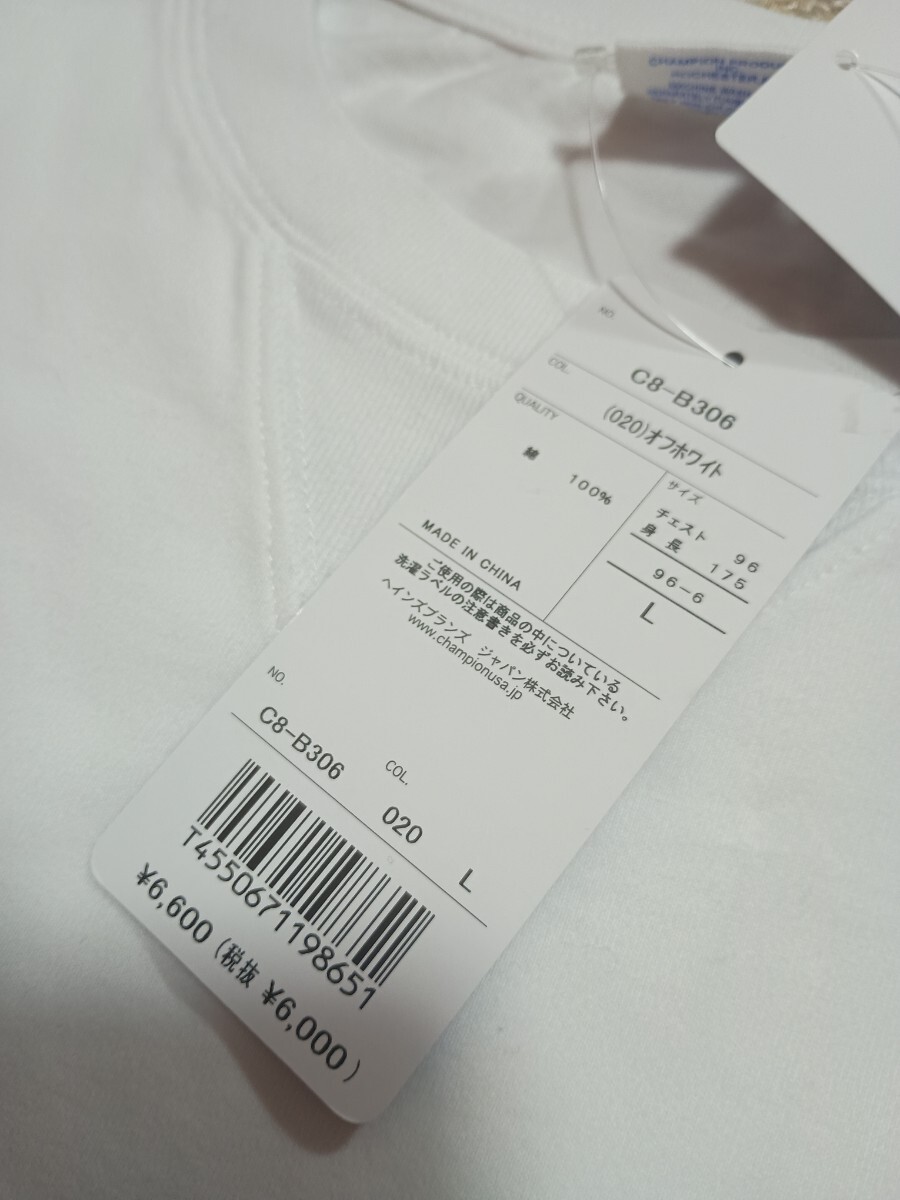 CHAMPION PRODU
INC.
ROCHESTER
NO.
C8-B306
COL.
(020)オフホワイト
QUALITY
綿 100%
サイズ
チェスト 96
身長 175
96-6
L
MADE IN CHINA
ご使用の際は商品の中についている
洗濯ラベルの注意書きを必ずお読み下さい。
ヘインズブランズ ジャパン株式会社
www.championusa.jp
NO.
C8-B306
COL.
020
L
T4550671198651
¥6,600(税抜 ¥6,000)